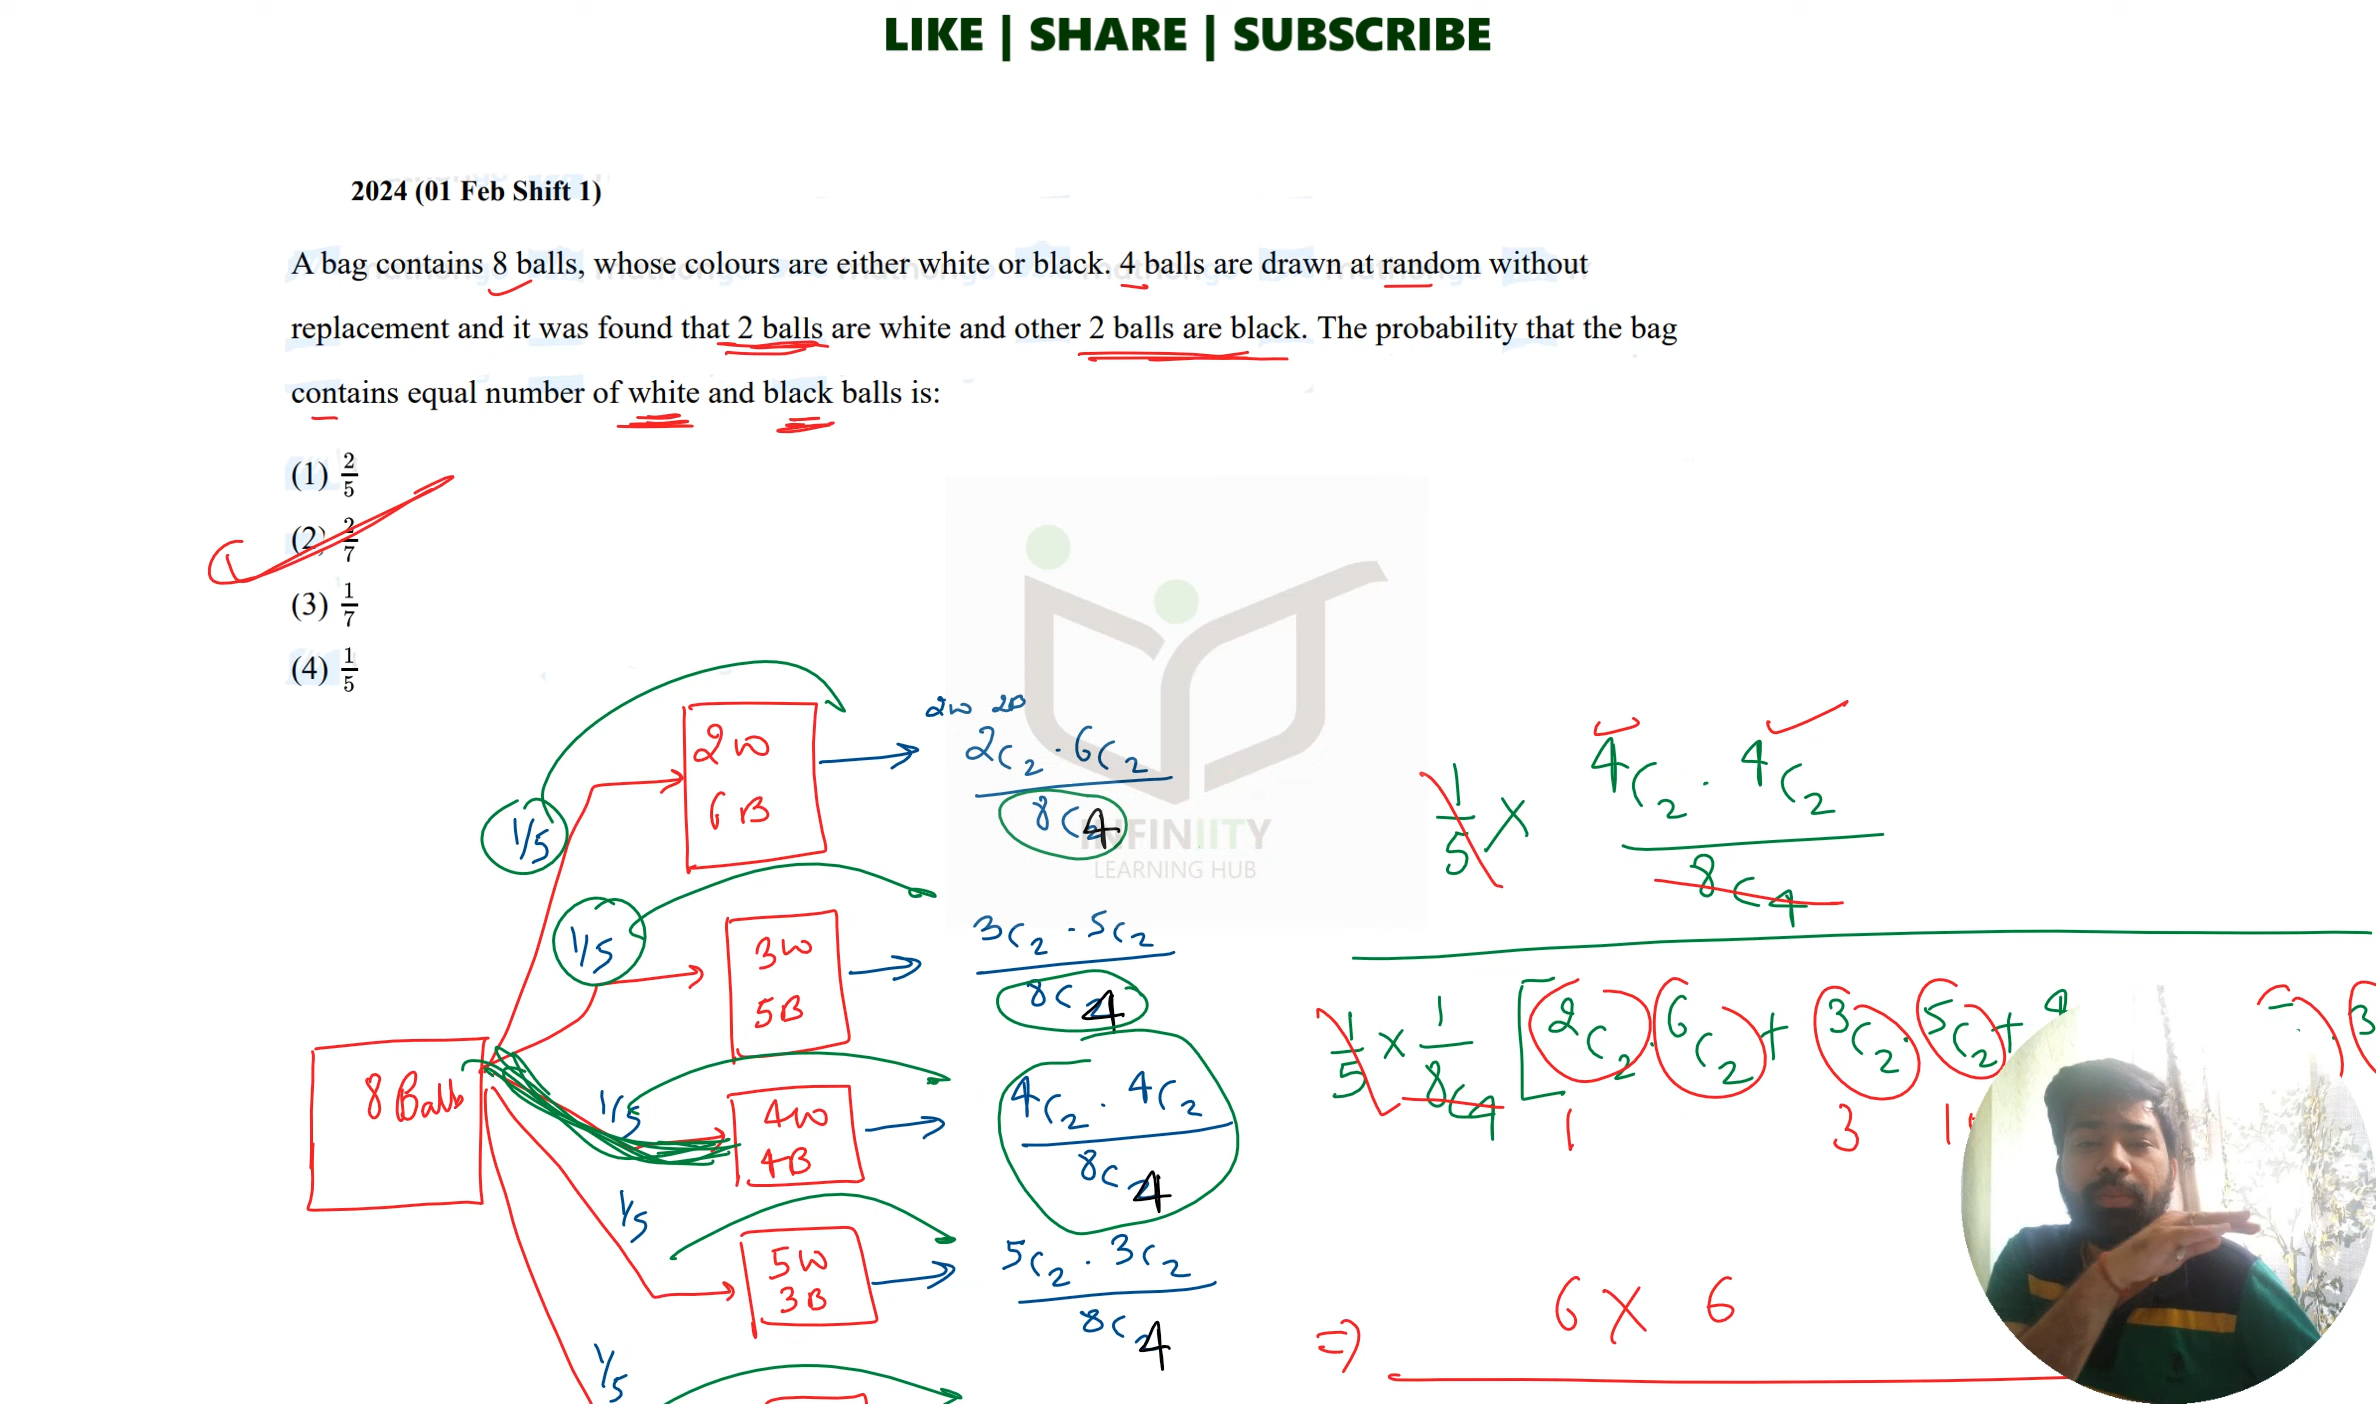 LIKE | SHARE | SUBSCRIBE
2024 (01 Feb Shift 1)
A bag contains 8 balls, whose colours are either white or black. 4 balls are drawn at random without
replacement and it was found that 2 balls are white and other 2 balls are black. The probability that the bag
contains equal number of white and black balls is:
(1) 2/5
(2) 2/7
(3) 1/7
(4) 1/5
INFINIITY
LEARNING HUB
8 Balls
1/5
2W
6B
2W 2B
2C2 · 6C2
8C4
1/5
3W
5B
3C2 · 5C2
8C4
1/5
4W
4B
4C2 · 4C2
8C4
1/5
5W
3B
5C2 · 3C2
8C4
1/5
1/5 × 4C2 · 4C2
8C4
1/5 × 1/8C4 [ 2C2 · 6C2 + 3C2 · 5C2 + 4
1 3
⇒ 6 × 6